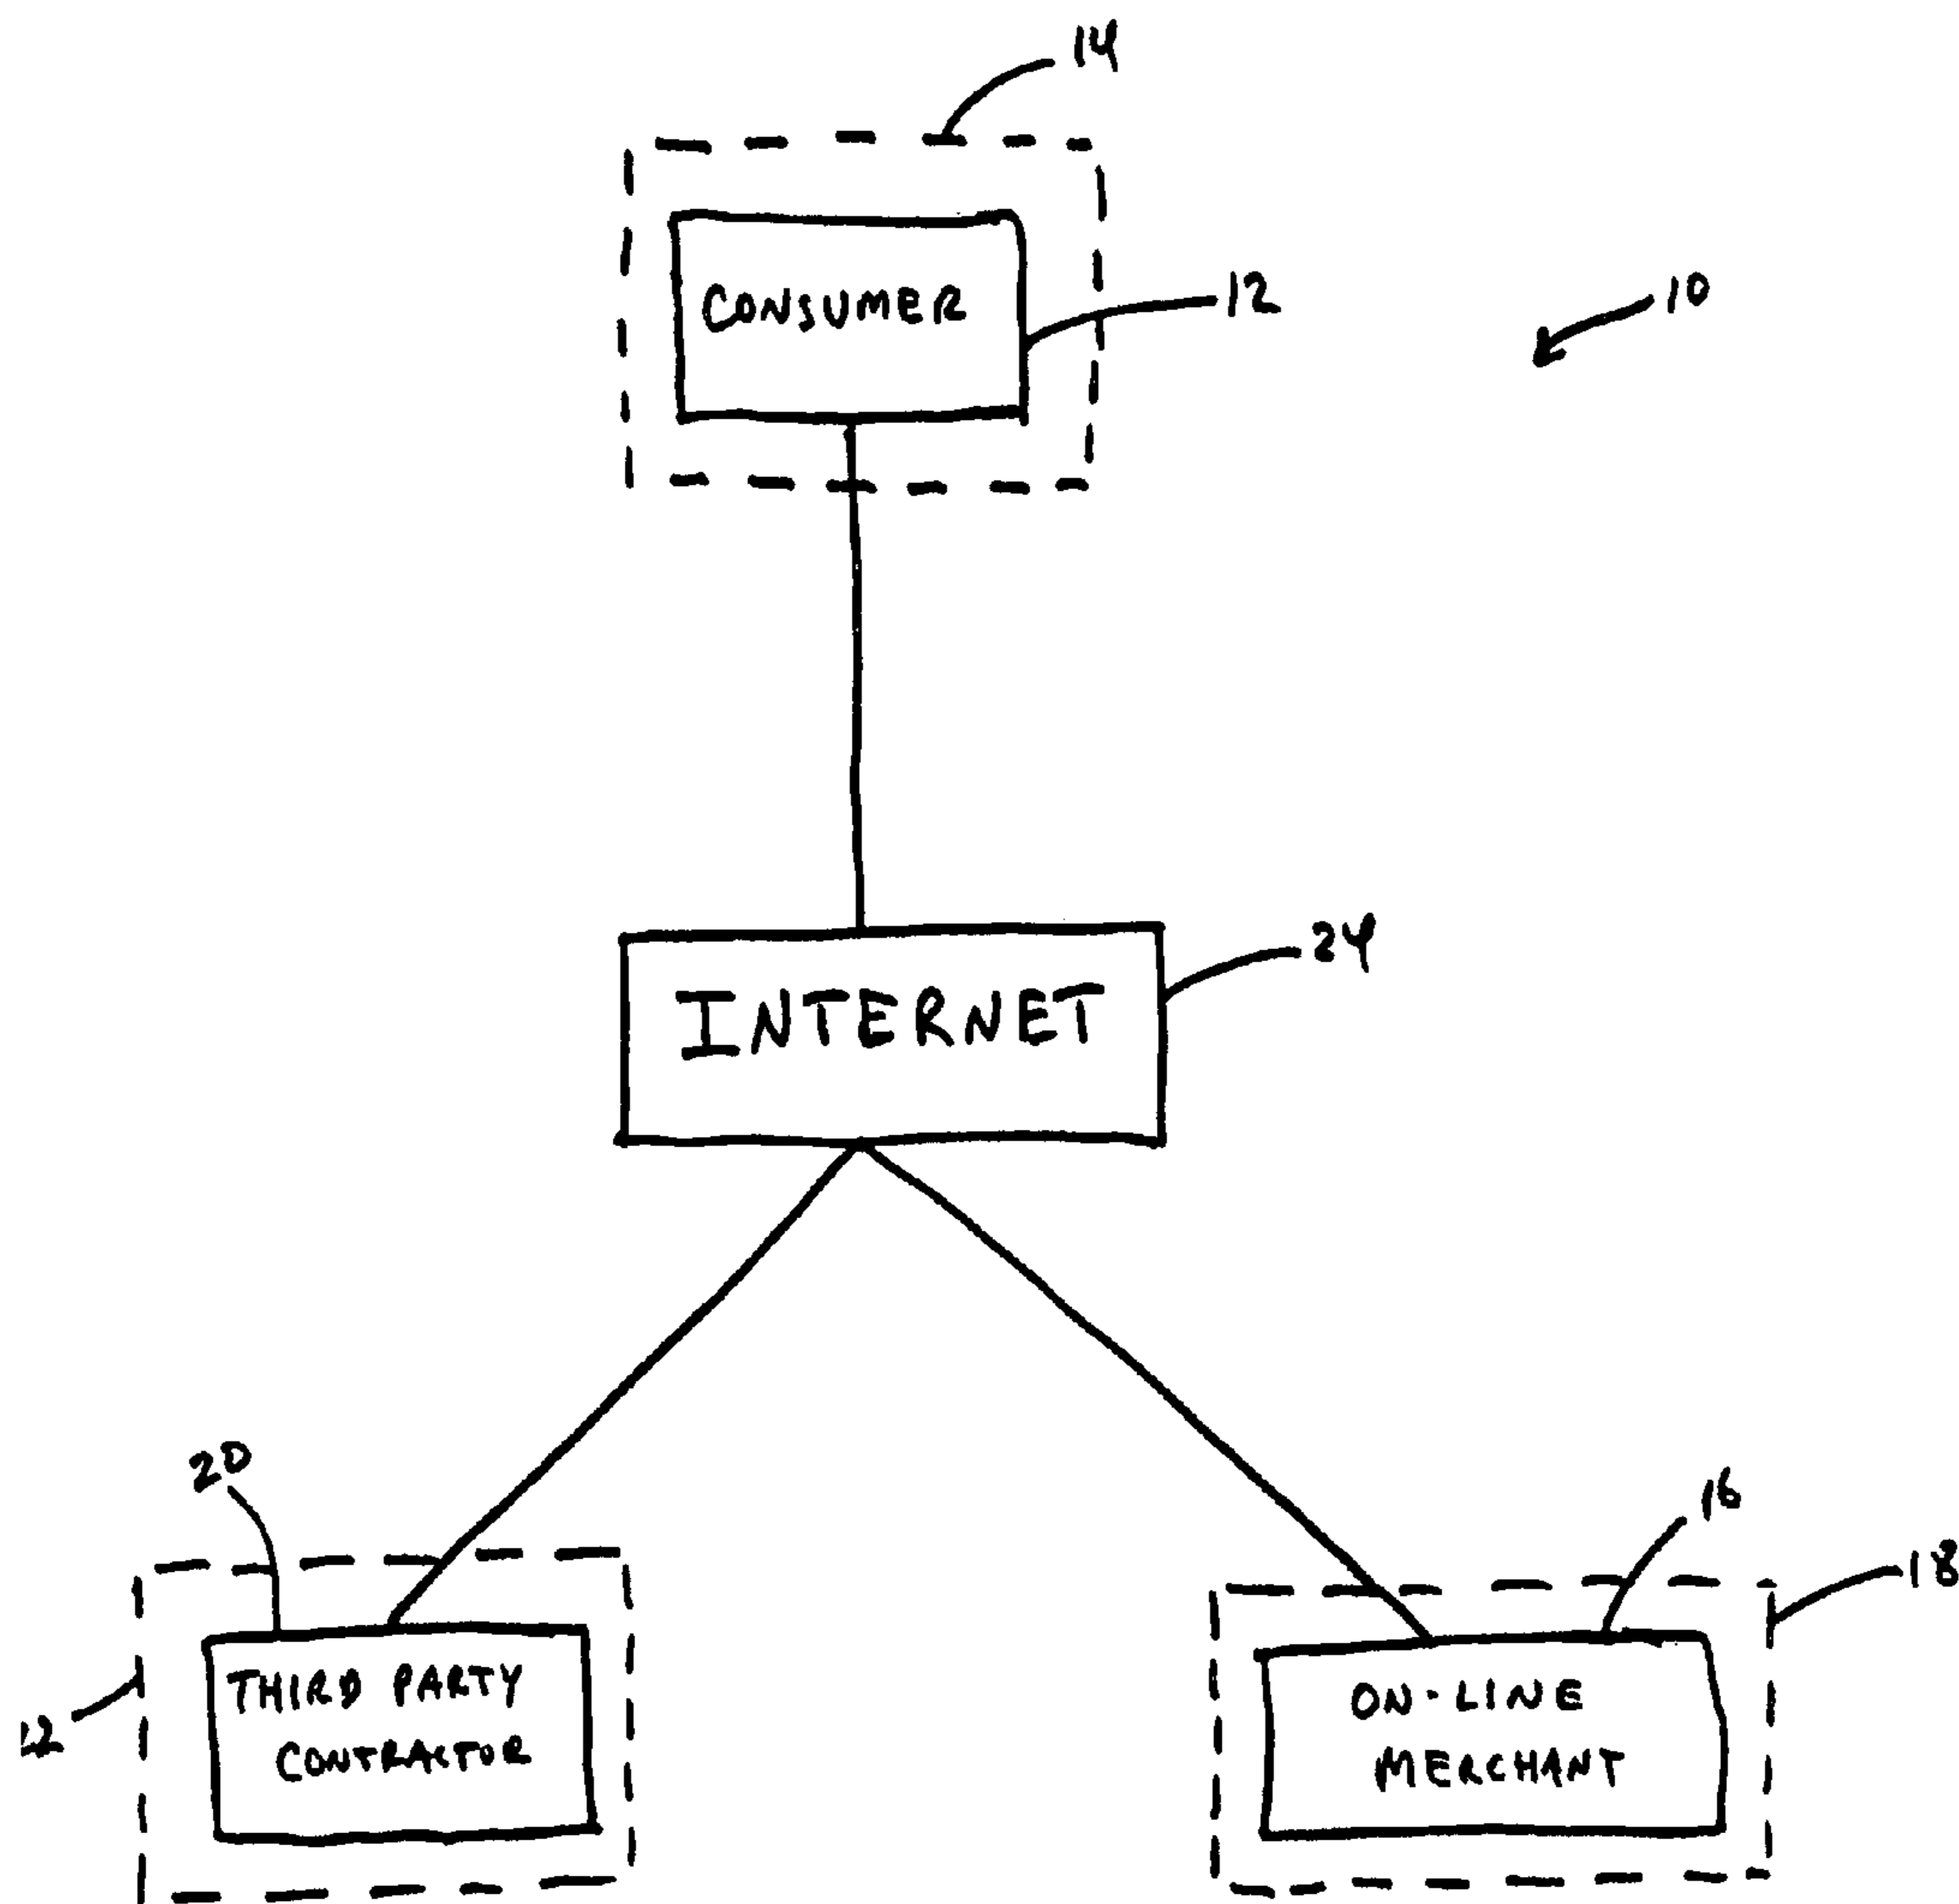 14
CONSUMER
12
10
INTERNET
24
20
16
18
THIRD PARTY
CONTRACTOR
22
ON-LINE
MERCHANT